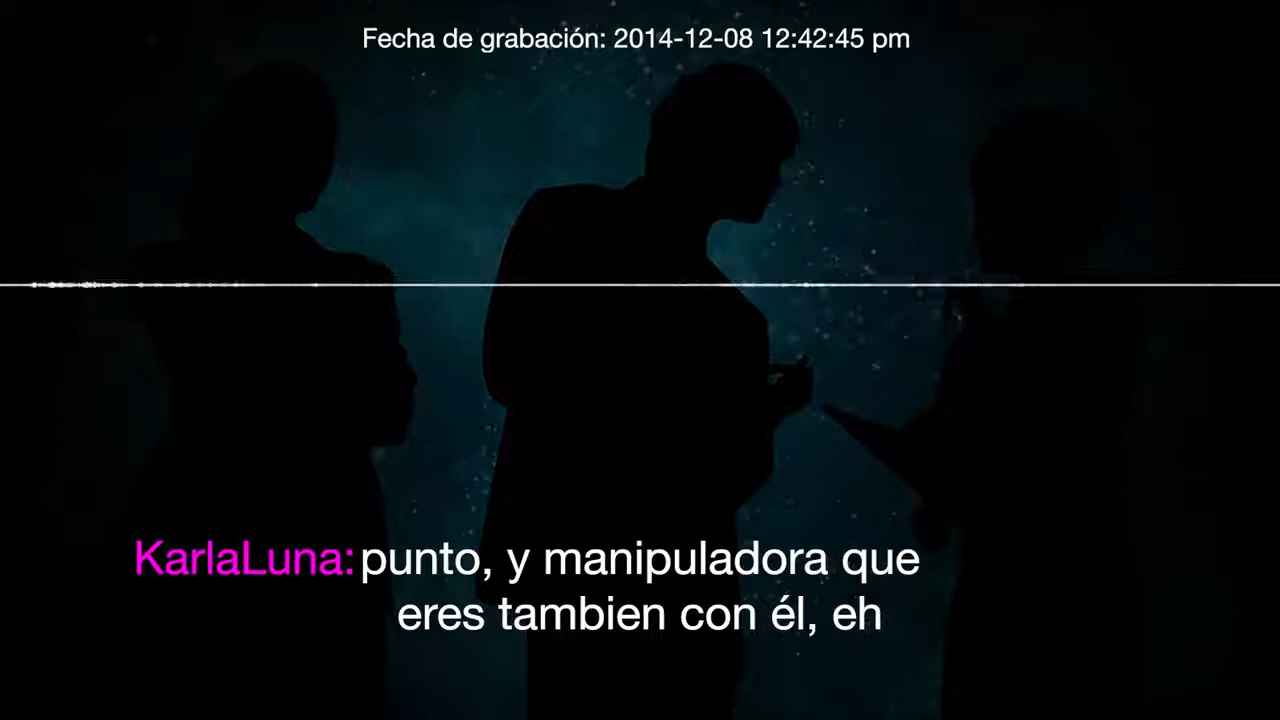 Fecha de grabación: 2014-12-08 12:42:45 pm
KarlaLuna: punto, y manipuladora que
eres tambien con él, eh